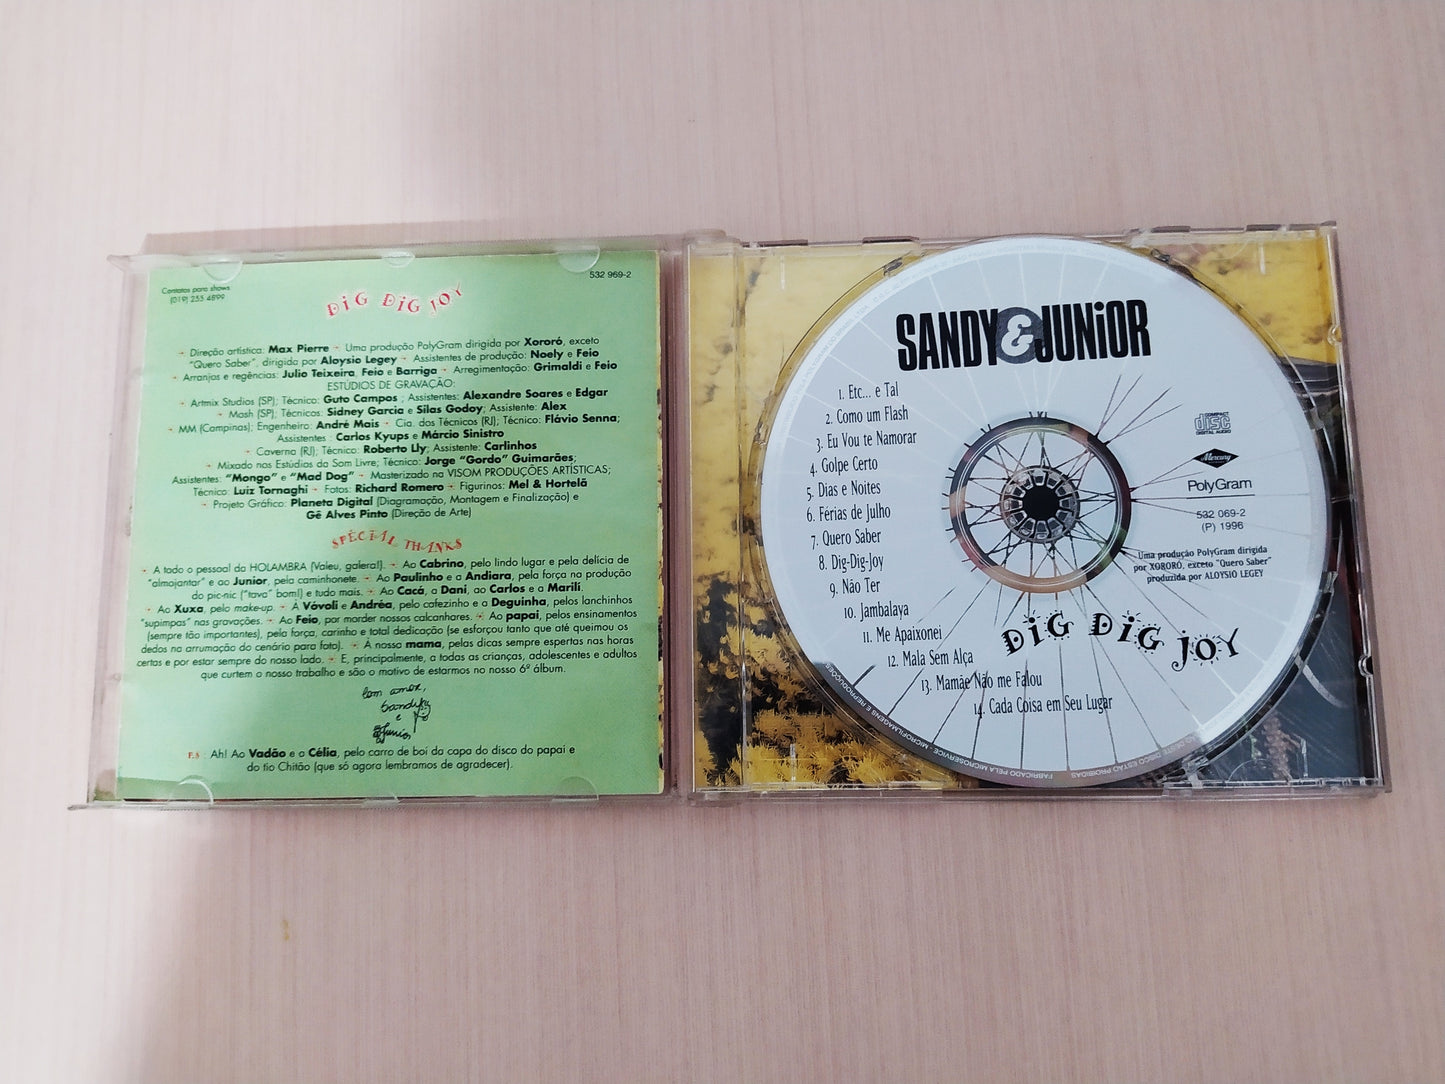 Contatos para shows
(019) 233 4899
532 969-2
DiG DiG JOY
Direção artística: Max Pierre Uma produção PolyGram dirigida por Xororó, exceto
"Quero Saber", dirigida por Aloysio Legey Assistentes de produção: Noely e Feio
Arranjos e regências: Julio Teixeira, Feio e Barriga Arregimentação: Grimaldi e Feio
ESTÚDIOS DE GRAVAÇÃO:
Artmix Studios (SP); Técnico: Guto Campos ; Assistentes: Alexandre Soares e Edgar
Mosh (SP); Técnicos: Sidney Garcia e Silas Godoy; Assistente: Alex
MM (Campinas); Engenheiro: André Mais Cia. dos Técnicos (RJ); Técnico: Flávio Senna;
Assistentes : Carlos Kyups e Márcio Sinistro
Caverna (RJ); Técnico: Roberto Lly; Assistente: Carlinhos
Mixado nos Estúdios da Som Livre; Técnico: Jorge "Gordo" Guimarães;
Assistentes: "Mongo" e "Mad Dog" Masterizado na VISOM PRODUÇÕES ARTÍSTICAS;
Técnico: Luiz Tornaghi Fotos: Richard Romero Figurinos: Mel & Hortelã
Projeto Gráfico: Planeta Digital (Diagramação, Montagem e Finalização) e
Gê Alves Pinto (Direção de Arte)
SPECiAL THANKS
A todo o pessoal da HOLAMBRA (Valeu, galera!). Ao Cabrino, pelo lindo lugar e pela delícia de
"almojantar" e ao Junior, pela caminhonete. Ao Paulinho e a Andiara, pela força na produção
do pic-nic ("tava" bom!) e tudo mais. Ao Cacá, a Dani, ao Carlos e a Marili.
Ao Xuxa, pelo make-up. À Vóvoli e Andréa, pelo cafezinho e a Deguinha, pelos lanchinhos
"supimpas" nas gravações. Ao Feio, por morder nossos calcanhares. Ao papai, pelos ensinamentos
(sempre tão importantes), pela força, carinho e total dedicação (se esforçou tanto que até queimou os
dedos na arrumação do cenário para foto). À nossa mama, pelas dicas sempre espertas nas horas
certas e por estar sempre do nosso lado. E, principalmente, a todas as crianças, adolescentes e adultos
que curtem o nosso trabalho e são o motivo de estarmos no nosso 6º álbum.
Com amor,
Sandy
e
Junior
P.S : Ah! Ao Vadão e a Célia, pelo carro de boi da capa do disco do papai e
do tio Chitão (que só agora lembramos de agradecer).
SANDY&JUNiOR
1. Etc... e Tal
2. Como um Flash
3. Eu Vou te Namorar
4. Golpe Certo
5. Dias e Noites
6. Férias de Julho
7. Quero Saber
8. Dig-Dig-Joy
9. Não Ter
10. Jambalaya
11. Me Apaixonei
12. Mala Sem Alça
13. Mamãe Não me Falou
14. Cada Coisa em Seu Lugar
COMPACT
disc
DIGITAL AUDIO
Mercury
PolyGram
532 069-2
(P) 1996
Uma produção PolyGram dirigida
por XORORÓ, exceto "Quero Saber"
produzida por ALOYSIO LEGEY
DiG DiG JOY
FABRICADO PELA MICROSERVICE - MICROFILMAGENS E REPRODUÇÕES
DESTE DISCO ESTÃO PROIBIDAS